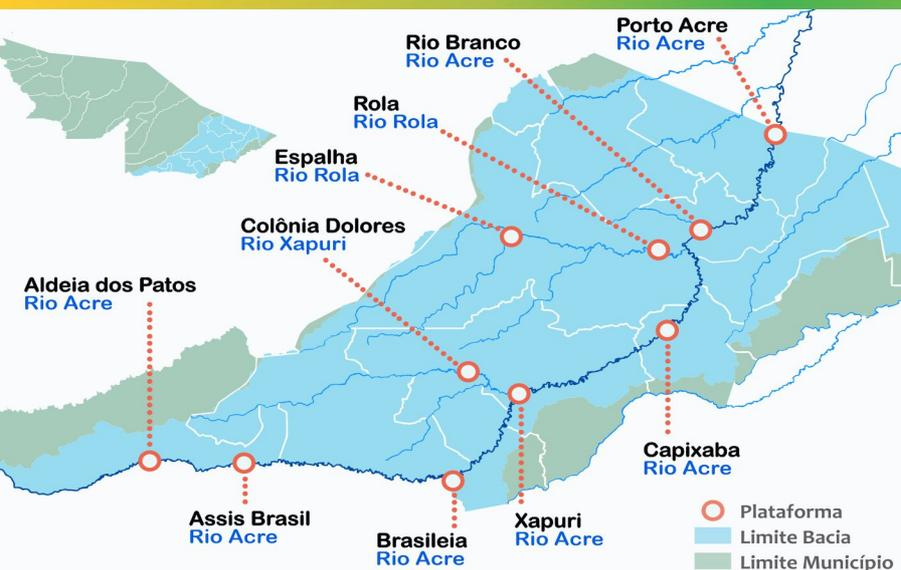 Porto Acre
Rio Acre
Rio Branco
Rio Acre
Rola
Rio Rola
Espalha
Rio Rola
Colônia Dolores
Rio Xapuri
Aldeia dos Patos
Rio Acre
Capixaba
Rio Acre
Assis Brasil
Rio Acre
Brasileia
Rio Acre
Xapuri
Rio Acre
Plataforma
Limite Bacia
Limite Município